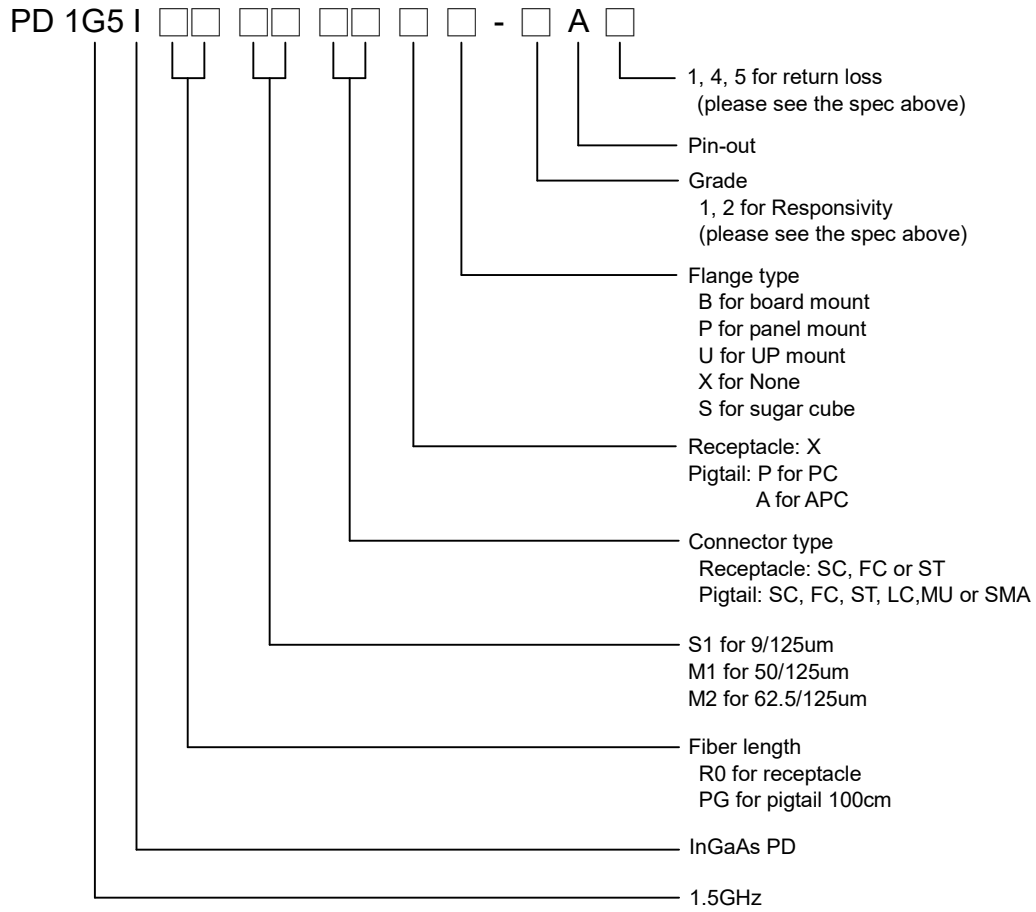 PD 1G5 I □□ □□ □□ □ □ - □ A □
1, 4, 5 for return loss
(please see the spec above)
Pin-out
Grade
1, 2 for Responsivity
(please see the spec above)
Flange type
B for board mount
P for panel mount
U for UP mount
X for None
S for sugar cube
Receptacle: X
Pigtail: P for PC
A for APC
Connector type
Receptacle: SC, FC or ST
Pigtail: SC, FC, ST, LC,MU or SMA
S1 for 9/125um
M1 for 50/125um
M2 for 62.5/125um
Fiber length
R0 for receptacle
PG for pigtail 100cm
InGaAs PD
1.5GHz